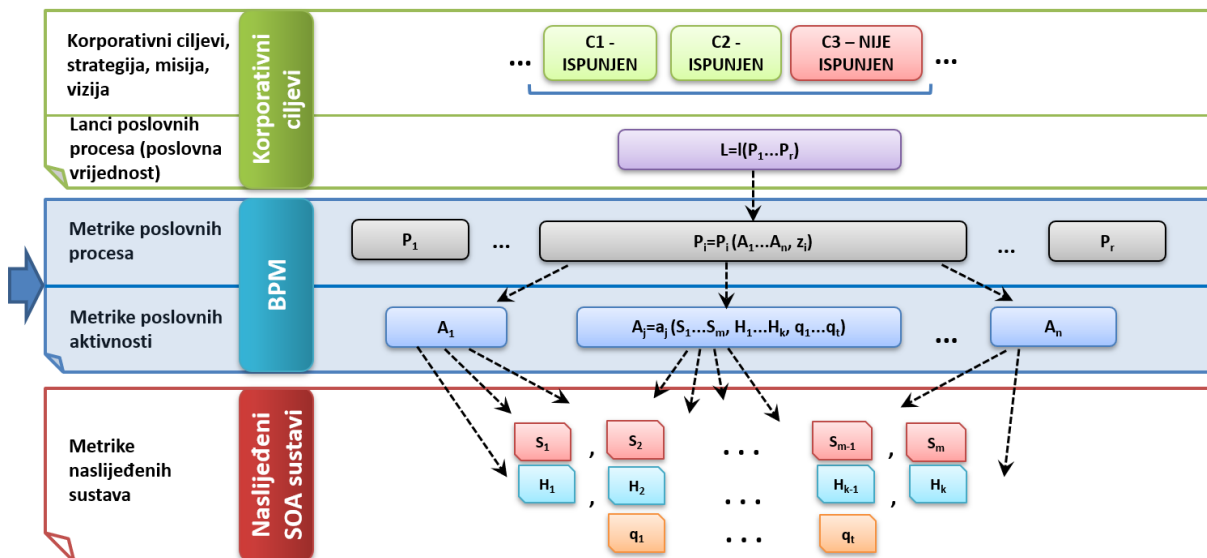 Korporativni ciljevi,
strategija, misija,
vizija
Korporativni
ciljevi
...
C1 -
ISPUNJEN
C2 -
ISPUNJEN
C3 – NIJE
ISPUNJEN
...
Lanci poslovnih
procesa (poslovna
vrijednost)
L=l(P₁...Pᵣ)
Metrike poslovnih
procesa
BPM
P₁
...
Pᵢ=Pᵢ (A₁...Aₙ, zᵢ)
...
Pᵣ
Metrike poslovnih
aktivnosti
A₁
Aⱼ=aⱼ (S₁...Sₘ, H₁...Hₖ, q₁...qₜ)
...
Aₙ
Metrike
naslijeđenih
sustava
Naslijeđeni
SOA sustavi
S₁ , S₂ ... Sₘ₋₁ , Sₘ
H₁ , H₂ ... Hₖ₋₁ , Hₖ
q₁ ... qₜ